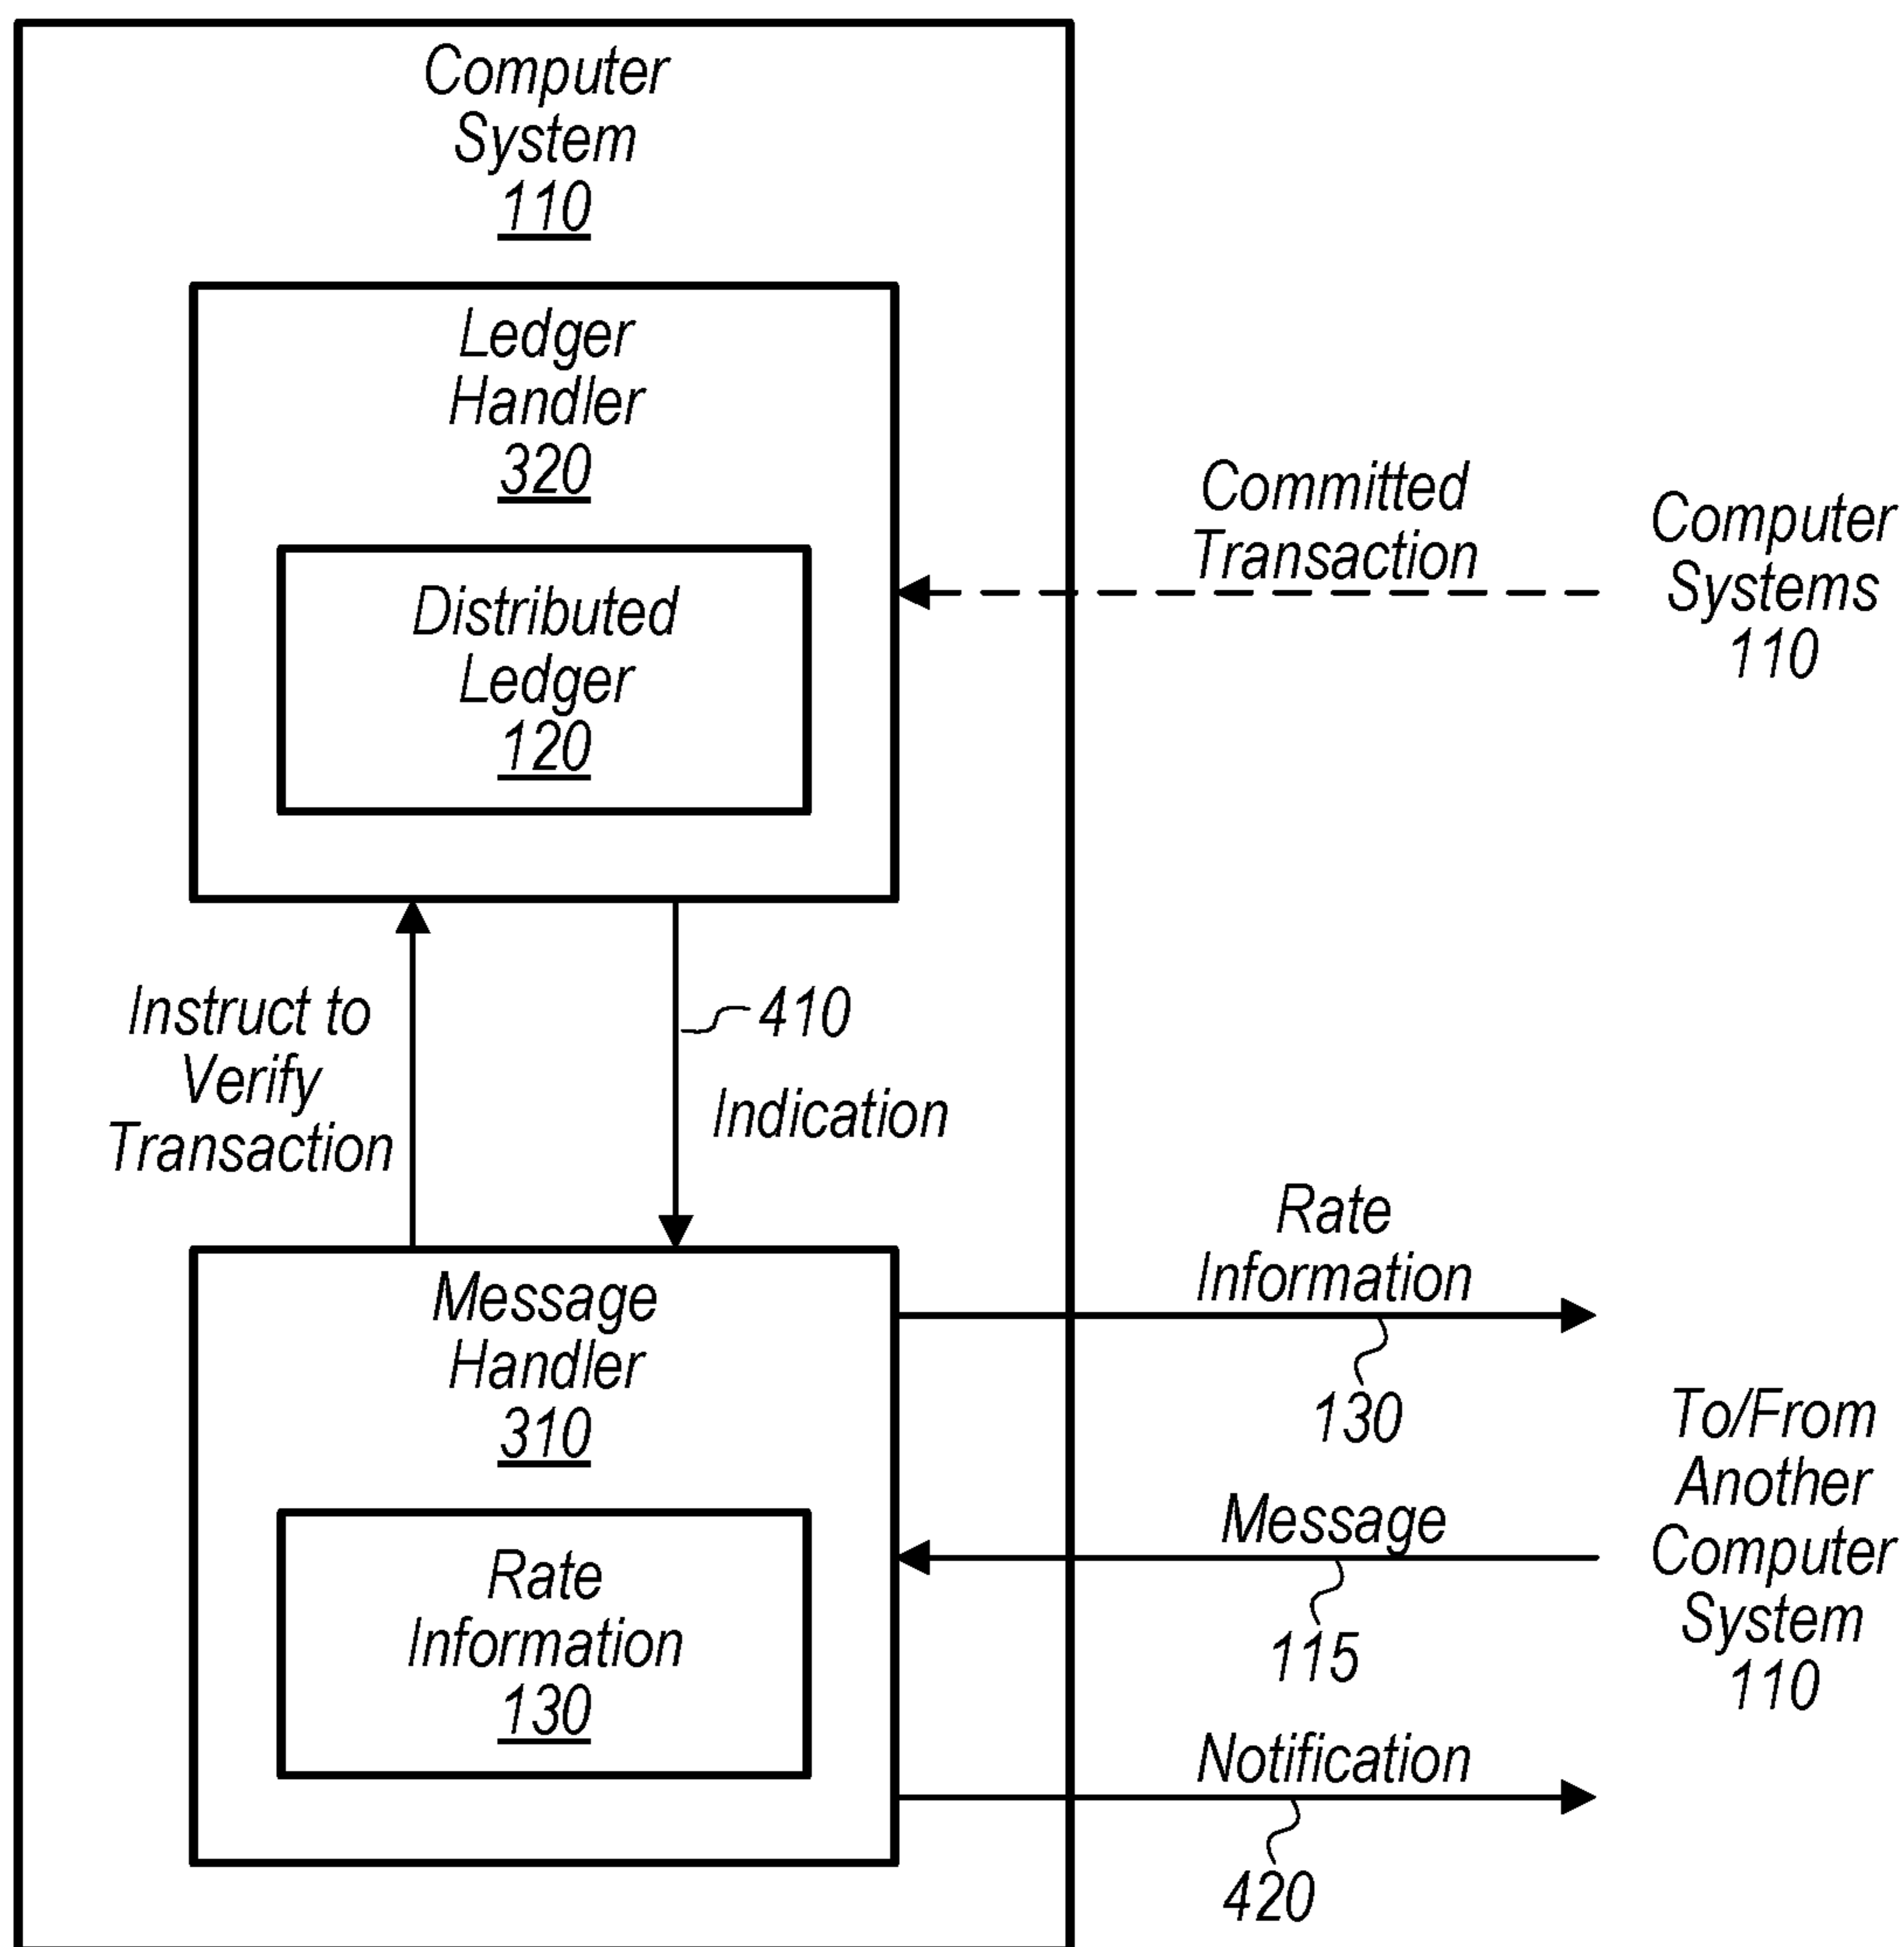 Computer
System
110
Ledger
Handler
320
Distributed
Ledger
120
Committed
Transaction
Computer
Systems
110
Instruct to
Verify
Transaction
410
Indication
Message
Handler
310
Rate
Information
130
Rate
Information
130
Message
115
Notification
420
To/From
Another
Computer
System
110